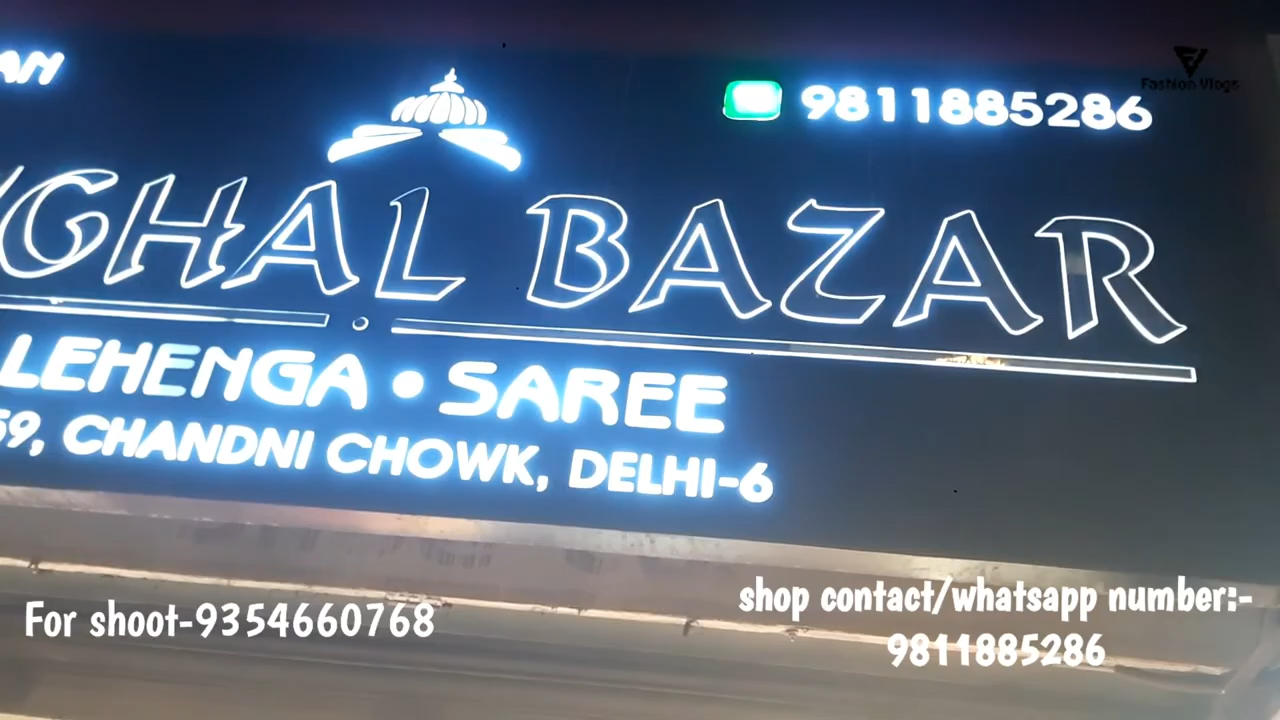 Fashion Vlogs
9811885286
GHAL BAZAR
LEHENGA • SAREE
59, CHANDNI CHOWK, DELHI-6
For shoot-9354660768
shop contact/whatsapp number:-
9811885286